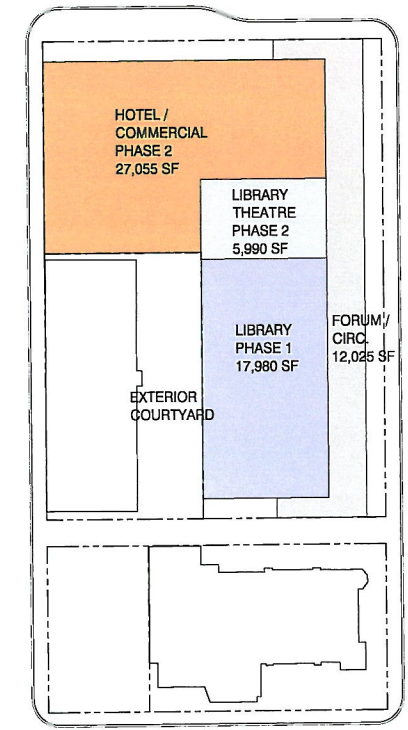 HOTEL /
COMMERCIAL
PHASE 2
27,055 SF
LIBRARY
THEATRE
PHASE 2
5,990 SF
LIBRARY
PHASE 1
17,980 SF
FORUM /
CIRC.
12,025 SF
EXTERIOR
COURTYARD